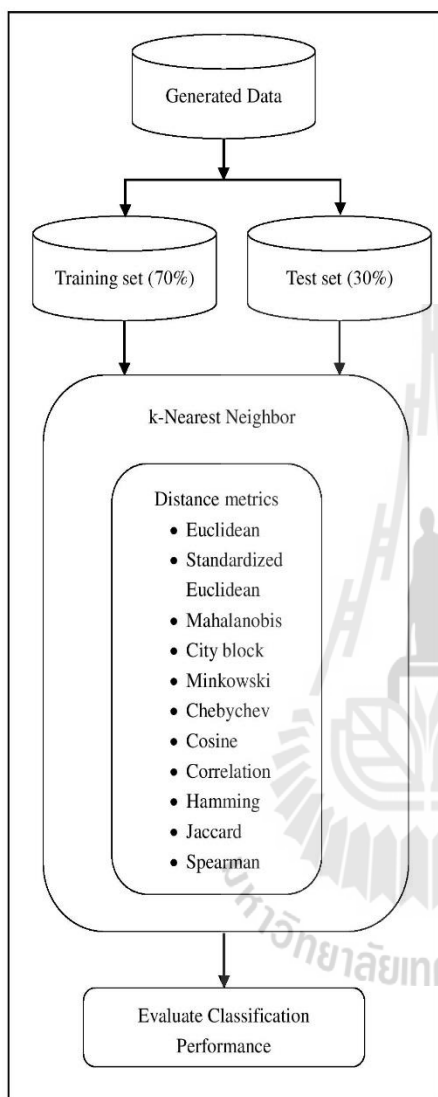 Generated Data
Training set (70%)
Test set (30%)
k-Nearest Neighbor
Distance metrics
• Euclidean
• Standardized
Euclidean
• Mahalanobis
• City block
• Minkowski
• Chebychev
• Cosine
• Correlation
• Hamming
• Jaccard
• Spearman
Evaluate Classification
Performance